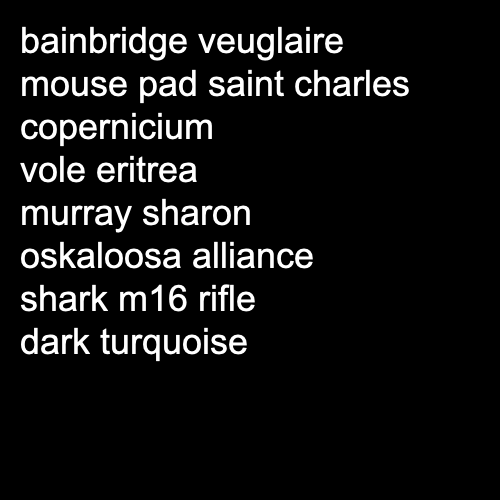 bainbridge veuglaire
mouse pad saint charles
copernicium
vole eritrea
murray sharon
oskaloosa alliance
shark m16 rifle
dark turquoise